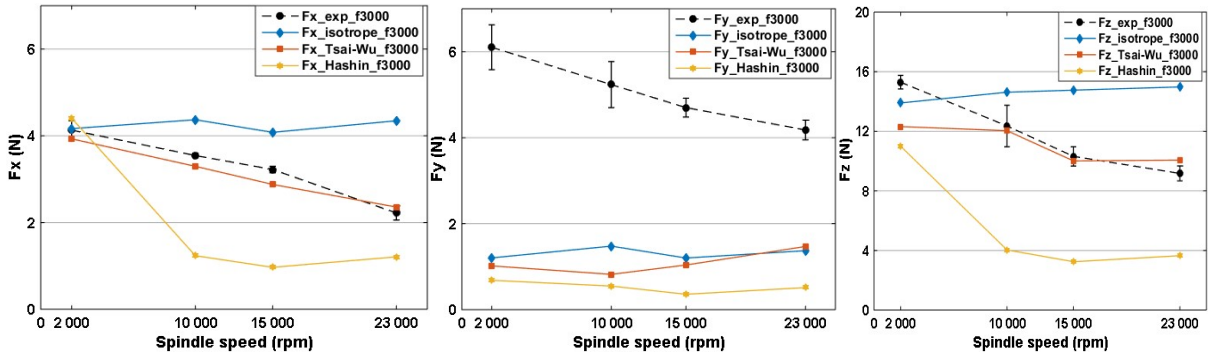 6
4
2
0
Fx (N)
Fx_exp_f3000
Fx_isotrope_f3000
Fx_Tsai-Wu_f3000
Fx_Hashin_f3000
0 2 000 10 000 15 000 23 000
Spindle speed (rpm)
6
4
2
0
Fy (N)
Fy_exp_f3000
Fy_isotrope_f3000
Fy_Tsai-Wu_f3000
Fy_Hashin_f3000
0 2 000 10 000 15 000 23 000
Spindle speed (rpm)
20
16
12
8
4
0
Fz (N)
Fz_exp_f3000
Fz_isotrope_f3000
Fz_Tsai-Wu_f3000
Fz_Hashin_f3000
0 2 000 10 000 15 000 23 000
Spindle speed (rpm)